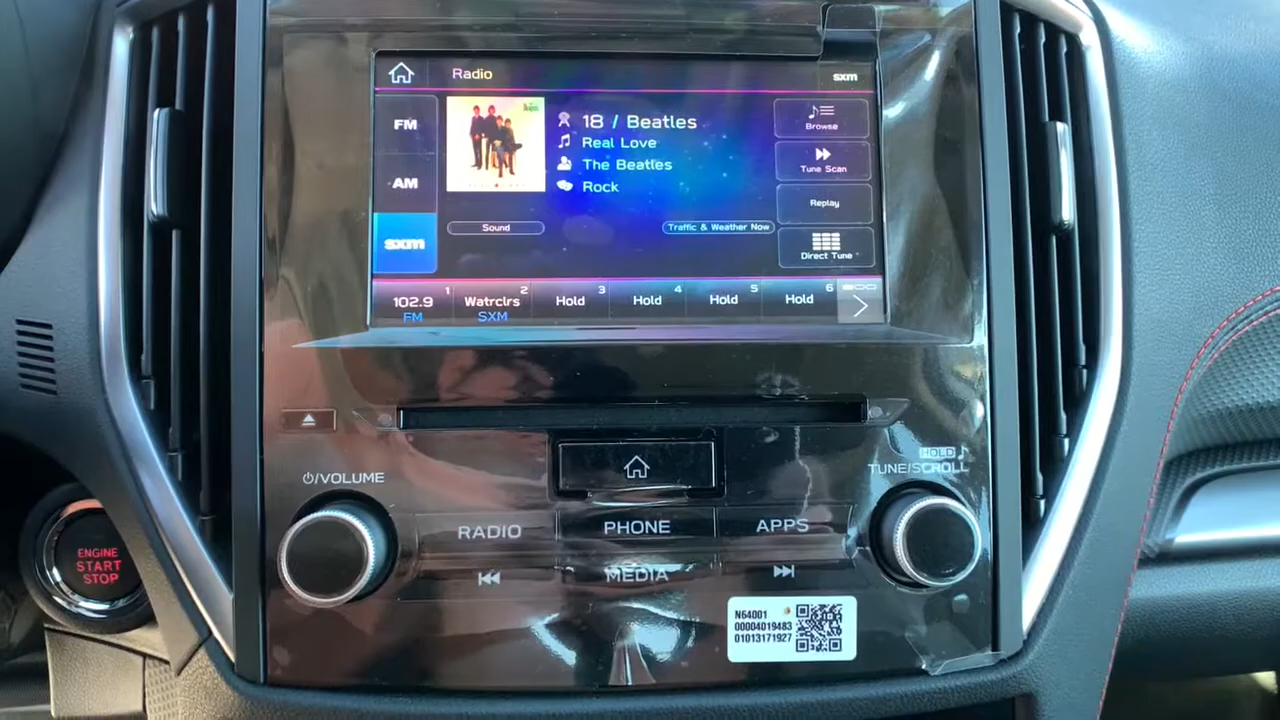 Radio
sxm
FM
AM
sxm
18 / Beatles
Real Love
The Beatles
Rock
Sound
Traffic & Weather Now
Browse
Tune Scan
Replay
Direct Tune
1
102.9
FM
2
Watrclrs
SXM
3
Hold
4
Hold
5
Hold
6
Hold
/VOLUME
HOLD
TUNE/SCROLL
RADIO
PHONE
APPS
MEDIA
ENGINE
START
STOP
N64001
00004019483
01013171927